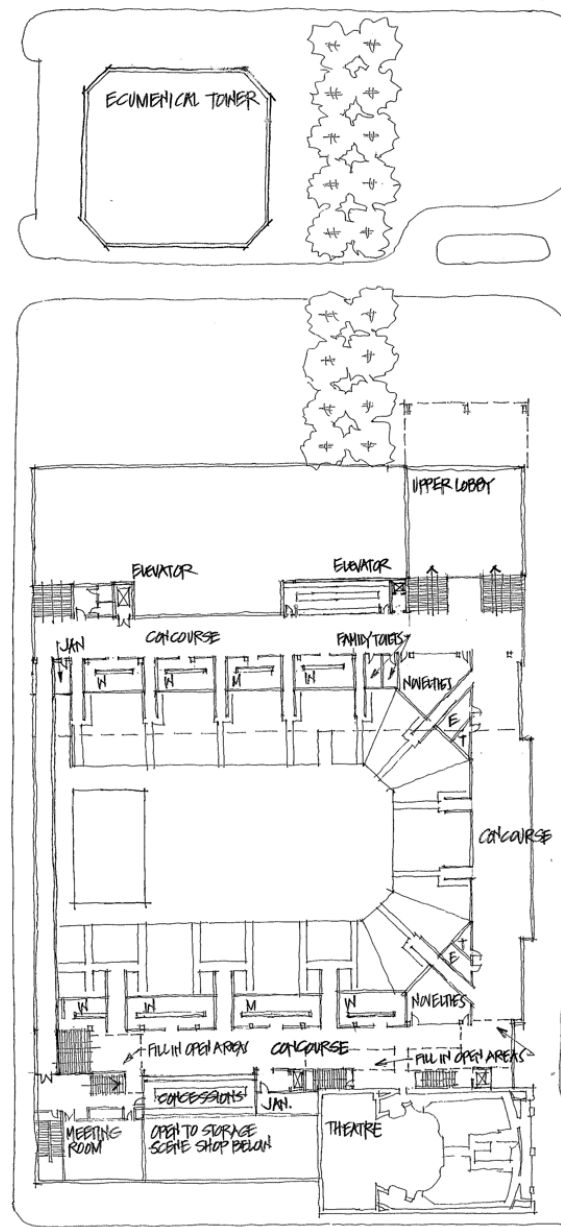 ECUMENICAL TOWER
UPPER LOBBY
ELEVATOR
ELEVATOR
JAN
CONCOURSE
FAMILY TOILETS
W
W
M
W
NOVELTIES
E
T
CONCOURSE
T
E
W
W
M
W
NOVELTIES
FILL IN OPEN AREAS
CONCOURSE
FILL IN OPEN AREAS
W
CONCESSIONS
JAN.
MEETING
ROOM
OPEN TO STORAGE
SCENE SHOP BELOW
THEATRE